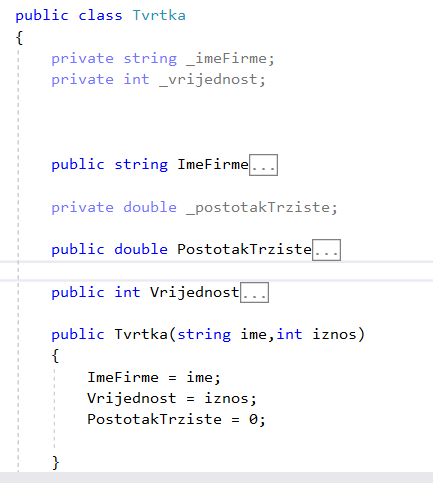 public class Tvrtka
{
private string _imeFirme;
private int _vrijednost;
public string ImeFirme...
private double _postotakTrziste;
public double PostotakTrziste...
public int Vrijednost...
public Tvrtka(string ime,int iznos)
{
ImeFirme = ime;
Vrijednost = iznos;
PostotakTrziste = 0;
}